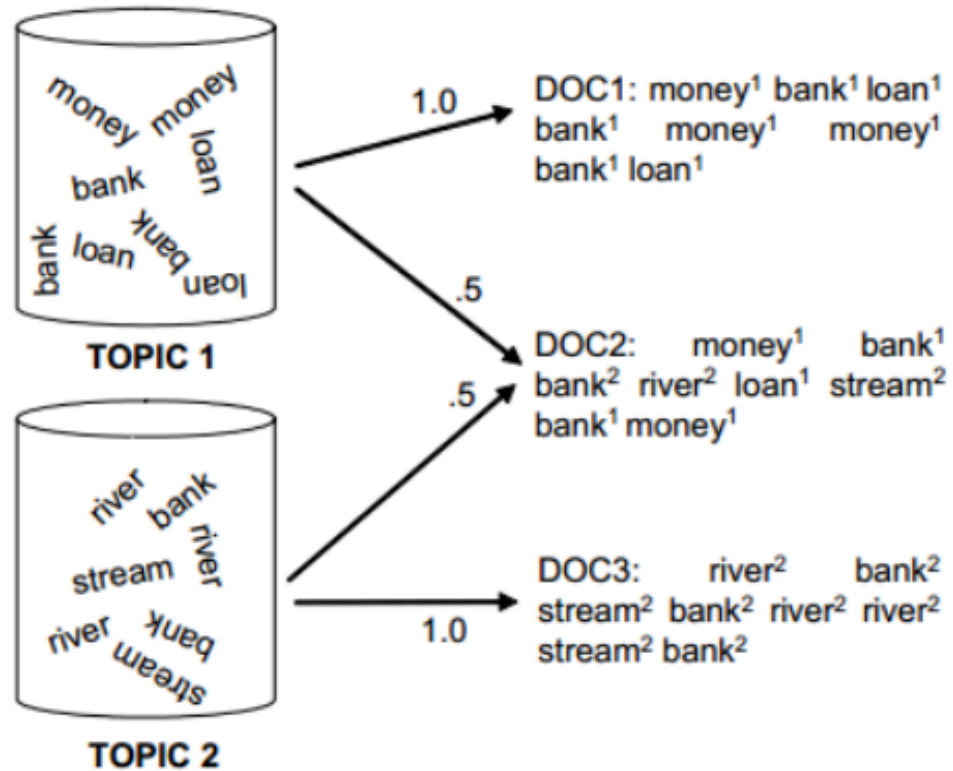 money money
loan
bank
bank loan bank
loan
TOPIC 1
1.0
.5
DOC1: money¹ bank¹ loan¹
bank¹ money¹ money¹
bank¹ loan¹
DOC2: money¹ bank¹
bank² river² loan¹ stream²
bank¹ money¹
river bank
river
stream
river bank
stream
TOPIC 2
.5
1.0
DOC3: river² bank²
stream² bank² river² river²
stream² bank²